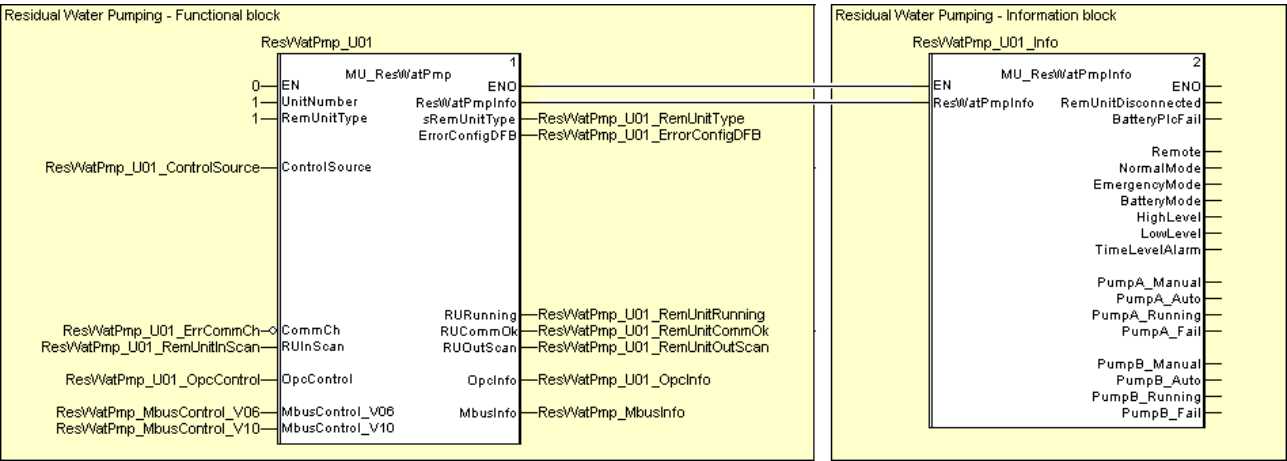 Residual Water Pumping - Functional block
ResWatPmp_U01
1
MU_ResWatPmp
0 EN ENO
1 UnitNumber ResWatPmpInfo
1 RemUnitType sRemUnitType ResWatPmp_U01_RemUnitType
ErrorConfigDFB ResWatPmp_U01_ErrorConfigDFB
ResWatPmp_U01_ControlSource ControlSource
RURunning ResWatPmp_U01_RemUnitRunning
ResWatPmp_U01_ErrCommCh CommCh RUCommOk ResWatPmp_U01_RemUnitCommOk
ResWatPmp_U01_RemUnitInScan RUInScan RUOutScan ResWatPmp_U01_RemUnitOutScan
ResWatPmp_U01_OpcControl OpcControl OpcInfo ResWatPmp_U01_OpcInfo
ResWatPmp_MbusControl_V06 MbusControl_V06 MbusInfo ResWatPmp_MbusInfo
ResWatPmp_MbusControl_V10 MbusControl_V10
Residual Water Pumping - Information block
ResWatPmp_U01_Info
2
MU_ResWatPmpInfo
EN ENO
ResWatPmpInfo RemUnitDisconnected
BatteryPlcFail
Remote
NormalMode
EmergencyMode
BatteryMode
HighLevel
LowLevel
TimeLevelAlarm
PumpA_Manual
PumpA_Auto
PumpA_Running
PumpA_Fail
PumpB_Manual
PumpB_Auto
PumpB_Running
PumpB_Fail